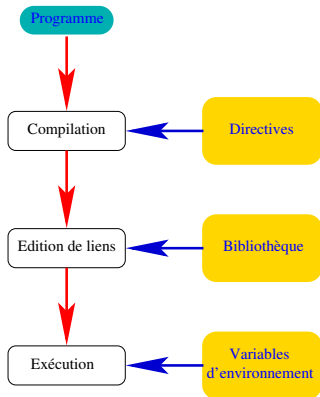 Programme
Compilation
Directives
Edition de liens
Bibliothèque
Exécution
Variables
d'environnement